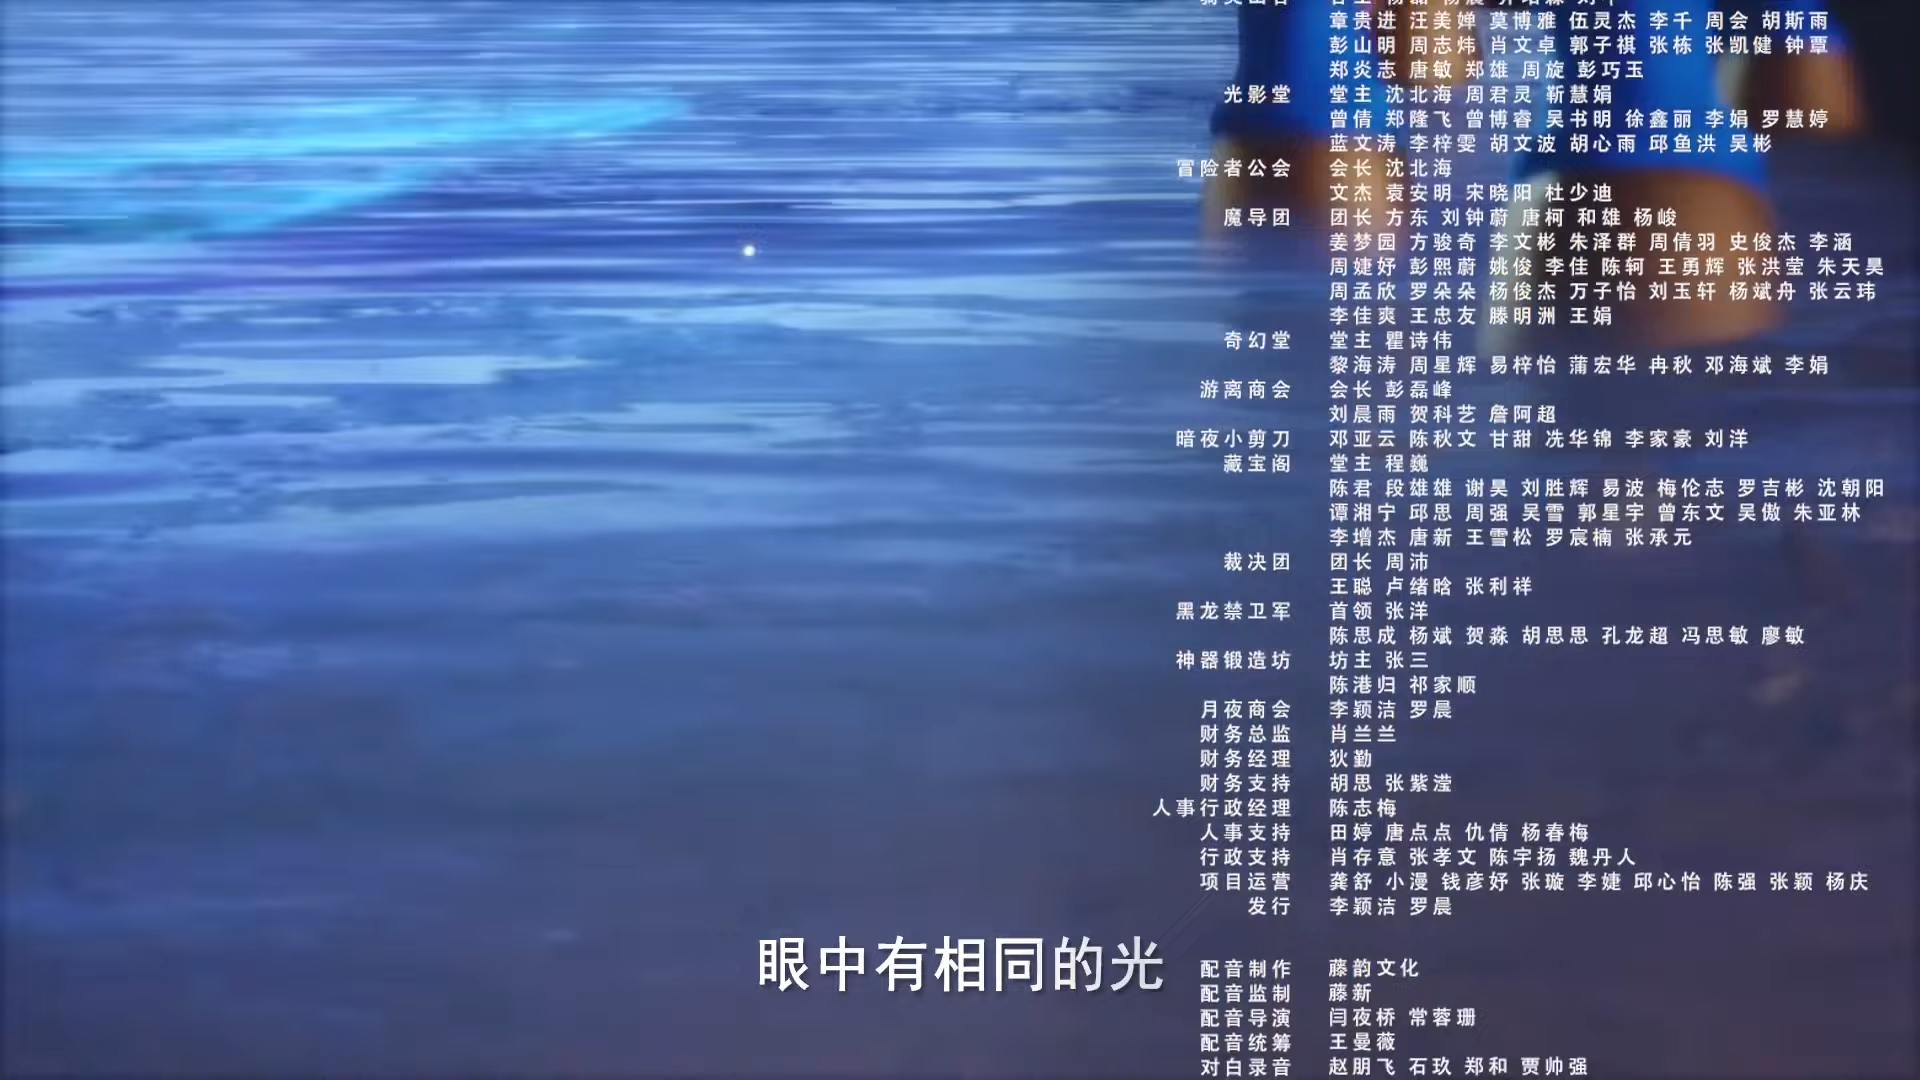 章贵进 汪美婵 莫博雅 伍灵杰 李千 周会 胡斯雨
彭山明 周志炜 肖文卓 郭子祺 张栋 张凯健 钟覃
郑炎志 唐敏 郑雄 周旋 彭巧玉
光影堂 堂主 沈北海 周君灵 靳慧娟
曾倩 郑隆飞 曾博睿 吴书明 徐鑫丽 李娟 罗慧婷
蓝文涛 李梓雯 胡文波 胡心雨 邱鱼洪 吴彬
冒险者公会 会长 沈北海
文杰 袁安明 宋晓阳 杜少迪
魔导团 团长 方东 刘钟蔚 唐柯 和雄 杨峻
姜梦园 方骏奇 李文彬 朱泽群 周倩羽 史俊杰 李涵
周婕妤 彭熙蔚 姚俊 李佳 陈轲 王勇辉 张洪莹 朱天昊
周孟欣 罗朵朵 杨俊杰 万子怡 刘玉轩 杨斌舟 张云玮
李佳爽 王忠友 滕明洲 王娟
奇幻堂 堂主 瞿诗伟
黎海涛 周星辉 易梓怡 蒲宏华 冉秋 邓海斌 李娟
游离商会 会长 彭磊峰
刘晨雨 贺科艺 詹阿超
暗夜小剪刀 邓亚云 陈秋文 甘甜 冼华锦 李家豪 刘洋
藏宝阁 堂主 程巍
陈君 段雄雄 谢昊 刘胜辉 易波 梅伦志 罗吉彬 沈朝阳
谭湘宁 邱思 周强 吴雪 郭星宇 曾东文 吴傲 朱亚林
李增杰 唐新 王雪松 罗宸楠 张承元
裁决团 团长 周沛
王聪 卢绪晗 张利祥
黑龙禁卫军 首领 张洋
陈思成 杨斌 贺淼 胡思思 孔龙超 冯思敏 廖敏
神器锻造坊 坊主 张三
陈港归 祁家顺
月夜商会 李颖洁 罗晨
财务总监 肖兰兰
财务经理 狄勤
财务支持 胡思 张紫滢
人事行政经理 陈志梅
人事支持 田婷 唐点点 仇倩 杨春梅
行政支持 肖存意 张孝文 陈宇扬 魏丹人
项目运营 龚舒 小漫 钱彦妤 张璇 李婕 邱心怡 陈强 张颖 杨庆
发行 李颖洁 罗晨
眼中有相同的光
配音制作 藤韵文化
配音监制 藤新
配音导演 闫夜桥 常蓉珊
配音统筹 王曼薇
对白录音 赵朋飞 石玖 郑和 贾帅强